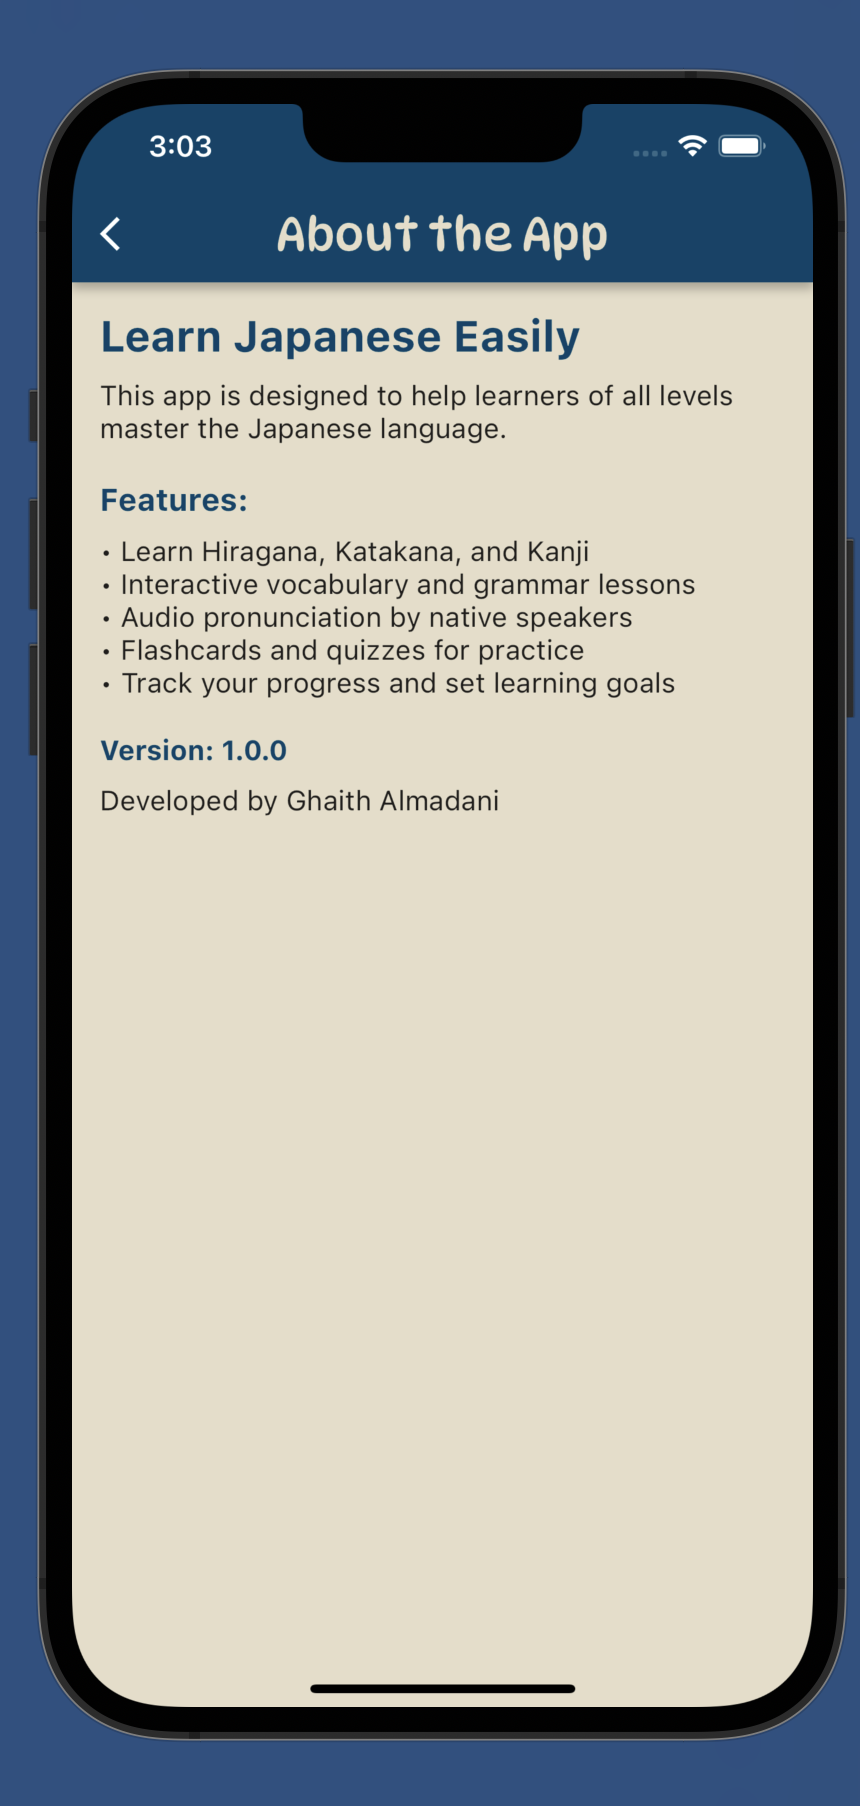 3:03
About the App
Learn Japanese Easily
This app is designed to help learners of all levels
master the Japanese language.
Features:
• Learn Hiragana, Katakana, and Kanji
• Interactive vocabulary and grammar lessons
• Audio pronunciation by native speakers
• Flashcards and quizzes for practice
• Track your progress and set learning goals
Version: 1.0.0
Developed by Ghaith Almadani